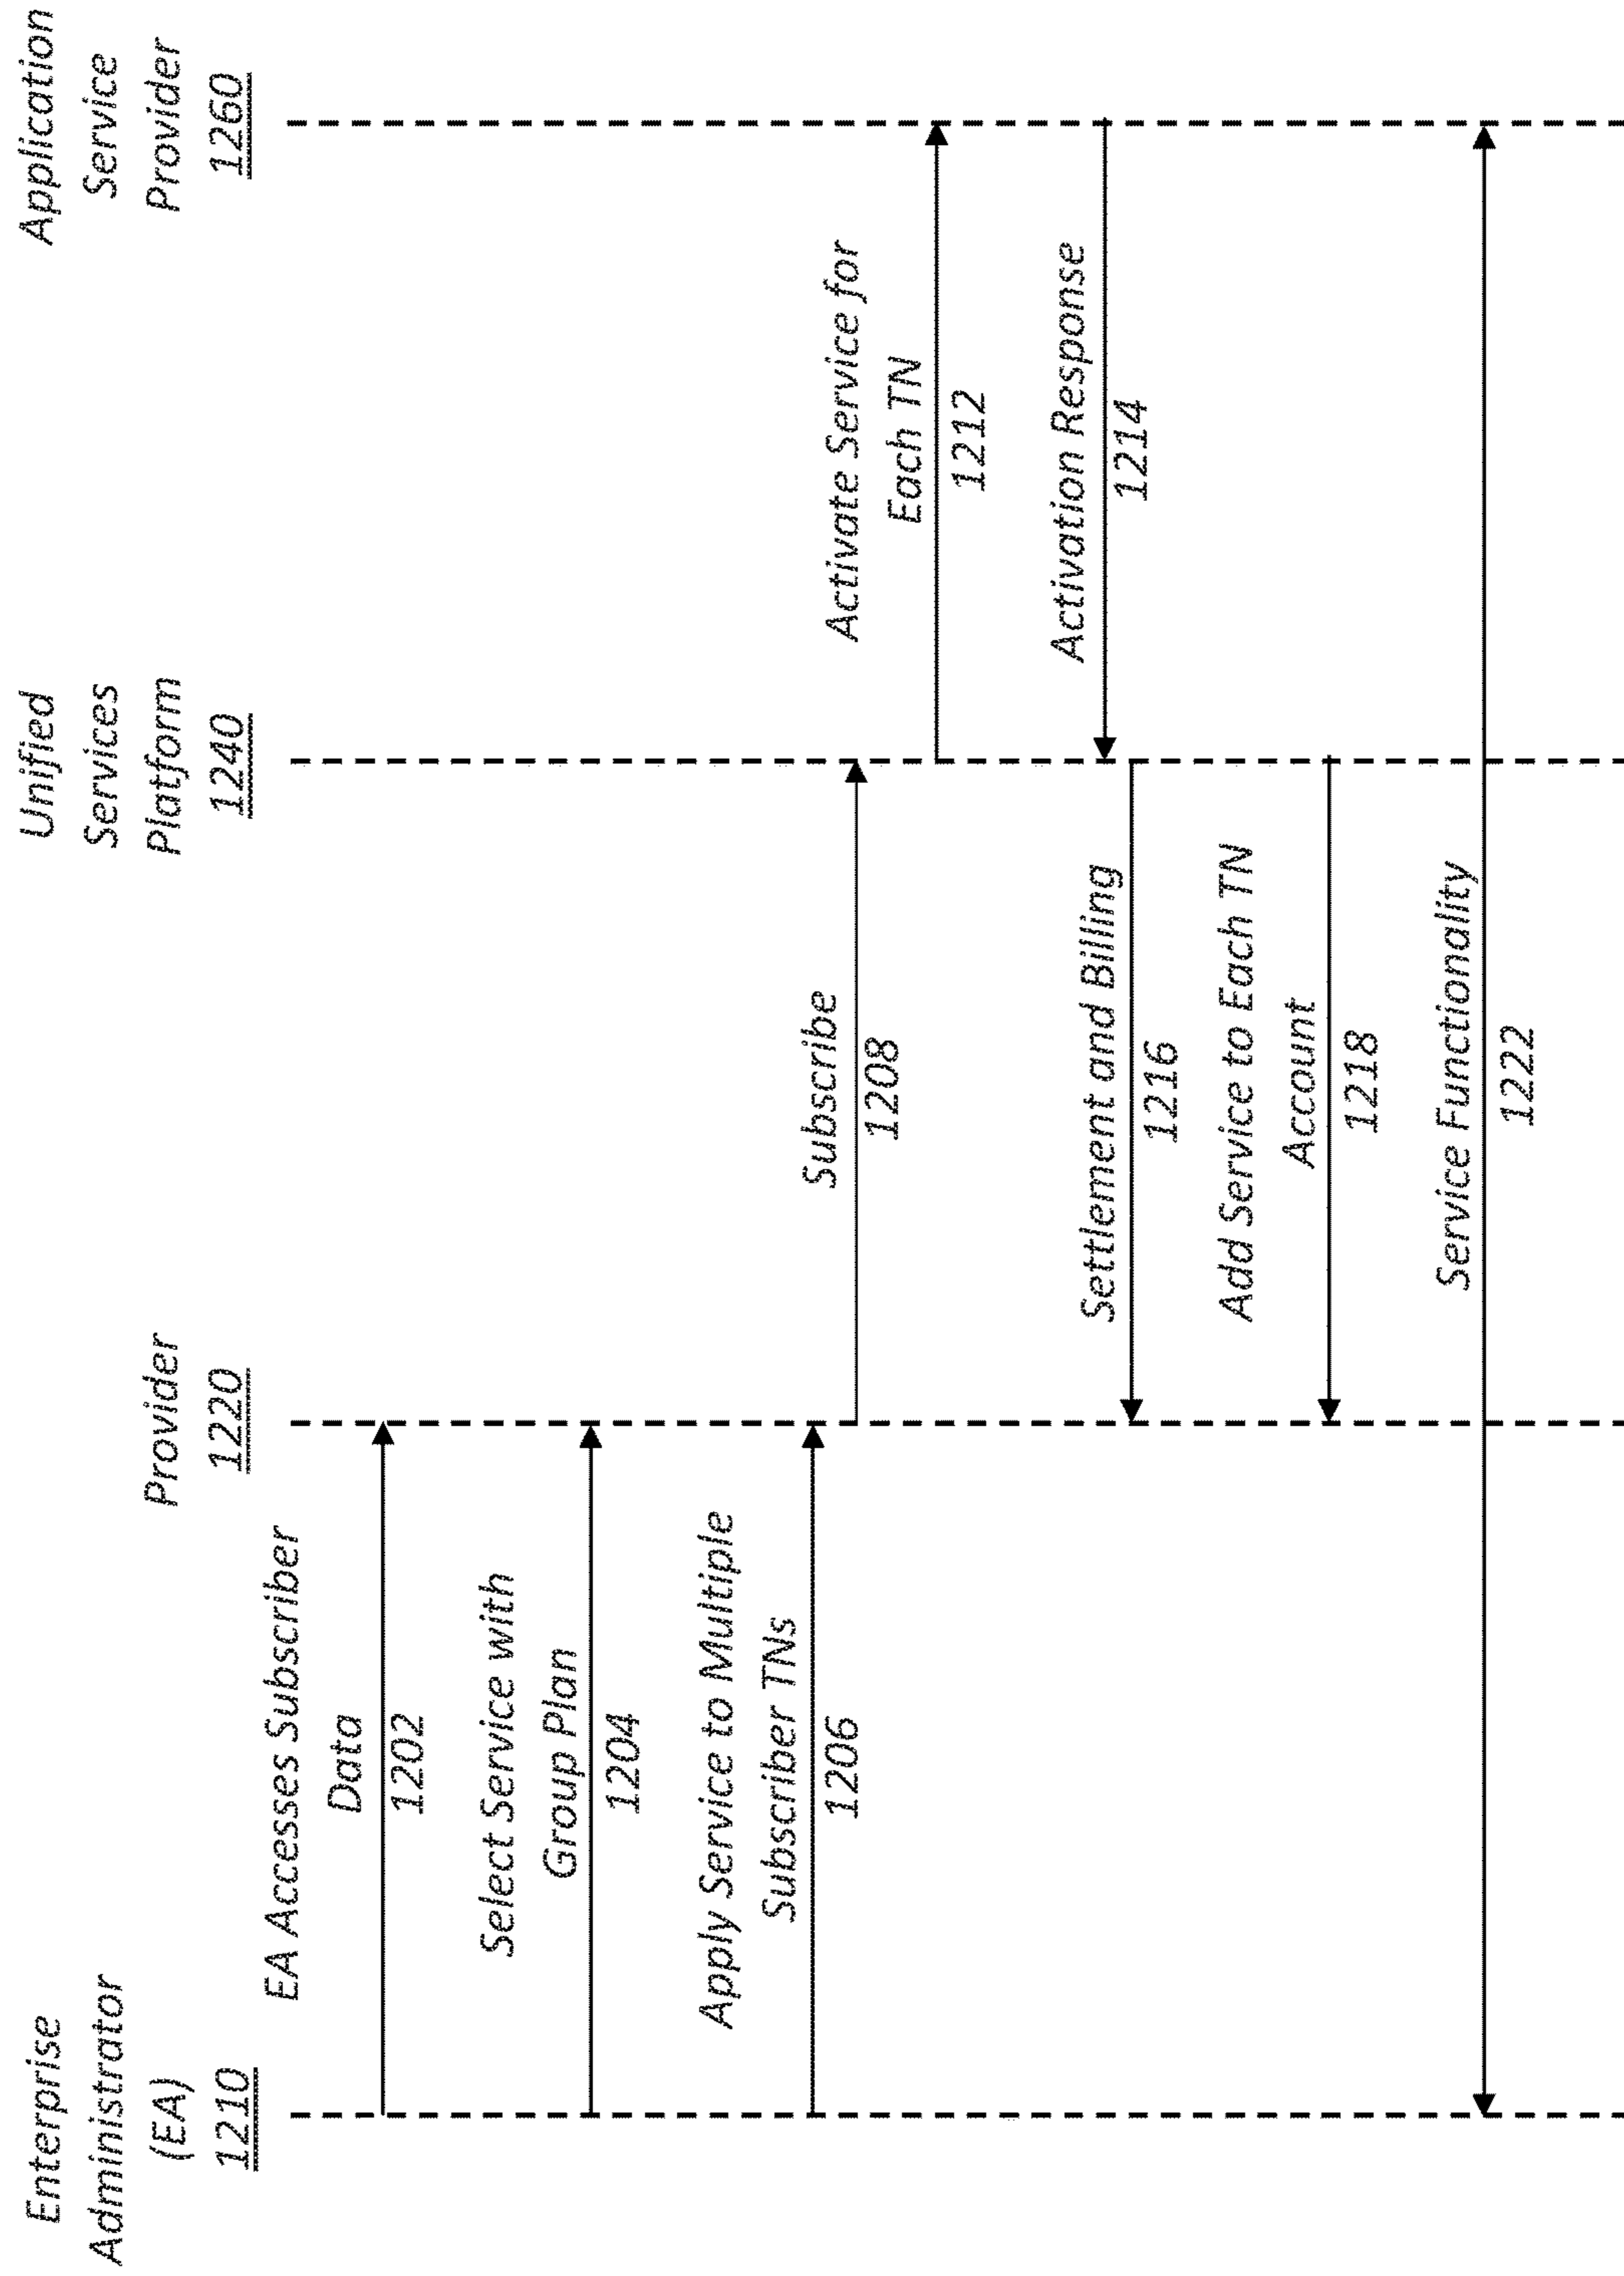 Enterprise
Administrator
(EA)
1210
Provider
1220
Unified
Services
Platform
1240
Application
Service
Provider
1260
EA Accesses Subscriber
Data
1202
Select Service with
Group Plan
1204
Apply Service to Multiple
Subscriber TNs
1206
Subscribe
1208
Activate Service for
Each TN
1212
Activation Response
1214
Settlement and Billing
1216
Add Service to Each TN
Account
1218
Service Functionality
1222